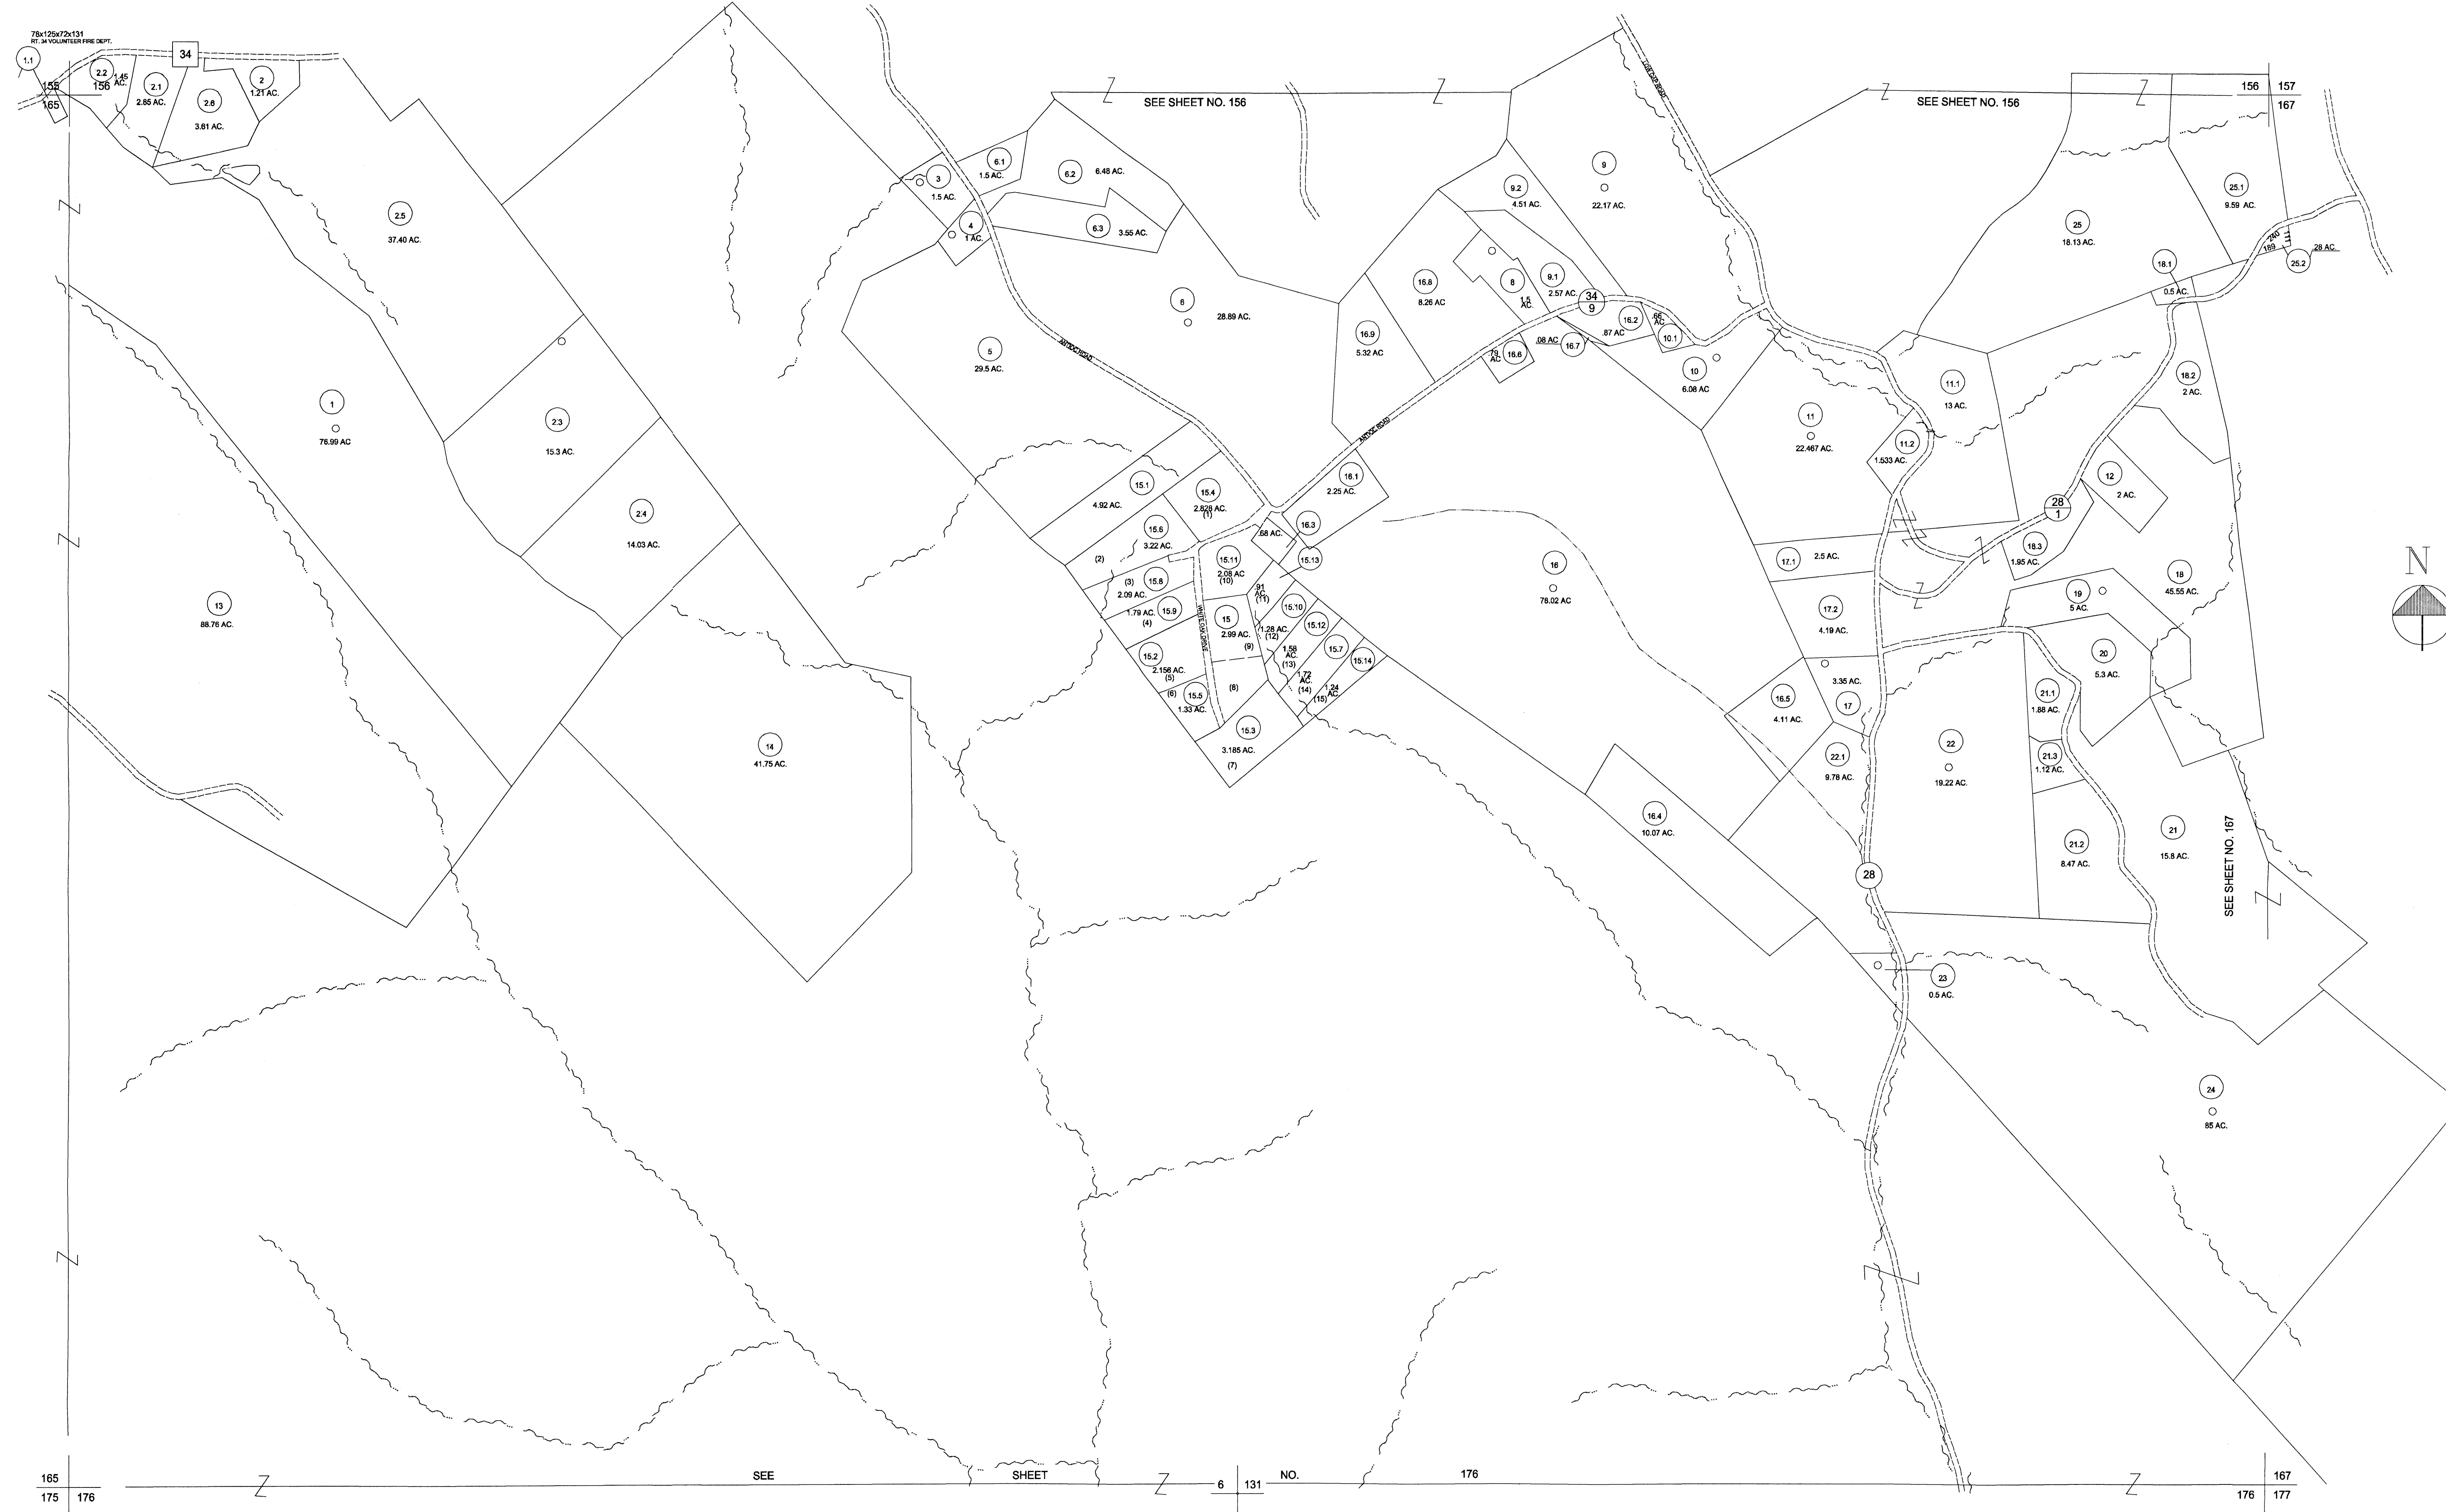 78x125x72x131
RT. 34 VOLUNTEER FIRE DEPT.
1.1
155 156
165
2.2
1.45
AC.
34
2.1
2.85 AC.
2.6
3.61 AC.
2
1.21 AC.
2.5
37.40 AC.
1
76.99 AC
2.3
15.3 AC.
2.4
14.03 AC.
13
88.76 AC.
14
41.75 AC.
3
1.5 AC.
6.1
1.5 AC.
4
1 AC.
6.2
6.48 AC.
6.3
3.55 AC.
SEE SHEET NO. 156
6
28.89 AC.
5
29.5 AC.
ANTIOC ROAD
15.1
4.92 AC.
15.4
2.828 AC.
(1)
15.6
3.22 AC.
(2)
(3)
15.8
2.09 AC.
1.79 AC.
15.9
(4)
15.2
2.156 AC.
(5)
(6)
15.5
1.33 AC.
WHITE OAK DRIVE
15.11
2.08 AC
(10)
15
2.99 AC.
(9)
(8)
15.3
3.185 AC.
(7)
.68 AC.
16.3
15.13
.91
AC
(11)
15.10
1.28 AC.
(12)
15.12
1.58
AC.
(13)
15.7
1.72
AC.
(14)
15.14
1.24
AC.
(15)
16.1
2.25 AC.
ANTIOC ROAD
16.9
5.32 AC
16.8
8.26 AC
9.2
4.51 AC.
9
22.17 AC.
8
1.5
AC.
9.1
2.57 AC.
34
9
16.2
.87 AC
.66
AC
10.1
.08 AC
16.7
.79
AC
16.6
10
6.08 AC
16
78.02 AC
16.4
10.07 AC.
16.5
4.11 AC.
SEE SHEET NO. 156
156 157
167
25
18.13 AC.
25.1
9.59 AC.
240
189
.28 AC.
25.2
18.1
0.5 AC.
18.2
2 AC.
11.1
13 AC.
11
22.467 AC.
11.2
1.533 AC.
12
2 AC.
28
1
18.3
1.95 AC.
17.1
2.5 AC.
17.2
4.19 AC.
3.35 AC.
17
18
45.55 AC.
19
5 AC.
20
5.3 AC.
21.1
1.88 AC.
21.3
1.12 AC.
21.2
8.47 AC.
21
15.8 AC.
22
19.22 AC.
22.1
9.78 AC.
28
23
0.5 AC.
24
85 AC.
SEE SHEET NO. 167
N
165
175 176
SEE SHEET NO. 176
6 131
167
176 177